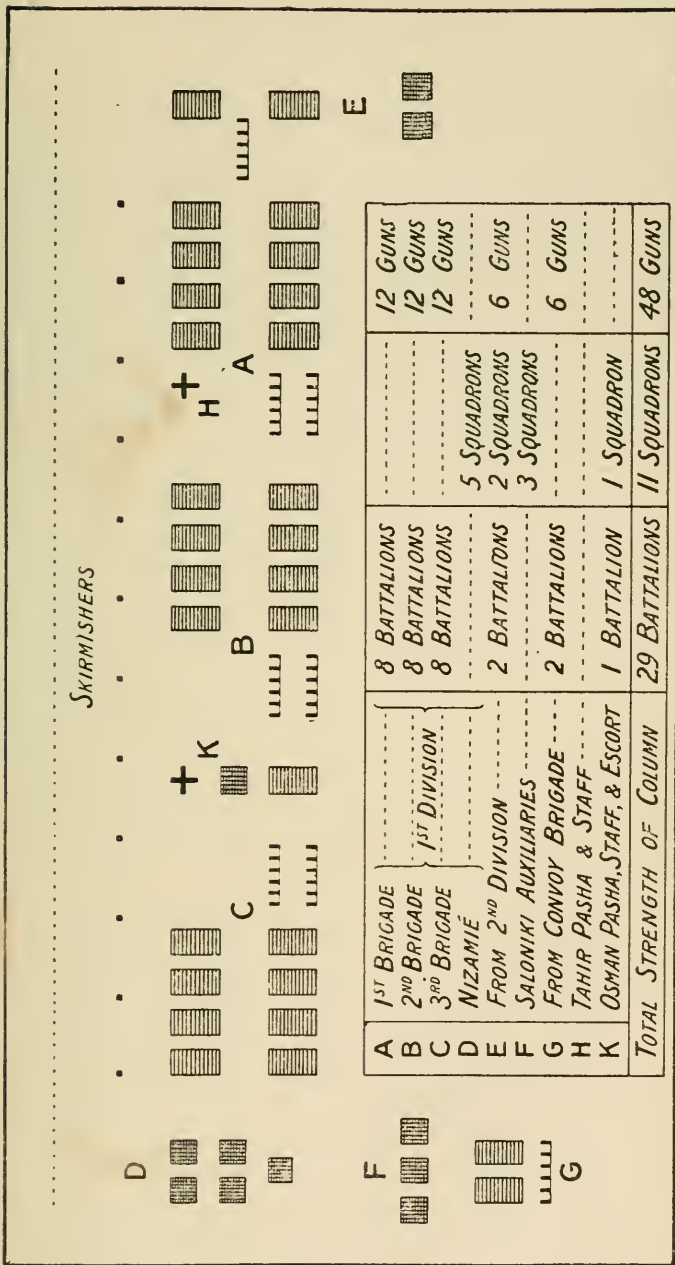 SKIRMISHERS
D
C
K
B
H
A
E
F
G
A 1ST BRIGADE .......... 8 BATTALIONS .......... 12 GUNS
B 2ND BRIGADE .......... 8 BATTALIONS .......... 12 GUNS
C 3RD BRIGADE .......... 8 BATTALIONS .......... 12 GUNS
1ST DIVISION
D NIZAMIÉ .......... .......... 5 SQUADRONS ..........
E FROM 2ND DIVISION ..... 2 BATTALIONS 2 SQUADRONS 6 GUNS
F SALONIKI AUXILIARIES ..... .......... 3 SQUADRONS ..........
G FROM CONVOY BRIGADE ..... 2 BATTALIONS .......... 6 GUNS
H TAHIR PASHA & STAFF ..... .......... .......... ..........
K OSMAN PASHA, STAFF, & ESCORT 1 BATTALION 1 SQUADRON ..........
TOTAL STRENGTH OF COLUMN 29 BATTALIONS 11 SQUADRONS 48 GUNS